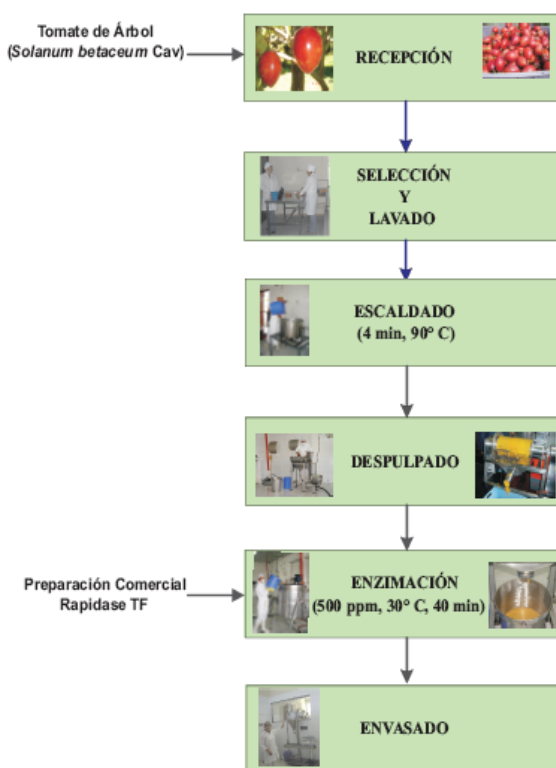 Tomate de Árbol
(Solanum betaceum Cav)
RECEPCIÓN
SELECCIÓN
Y
LAVADO
ESCALDADO
(4 min, 90° C)
DESPULPADO
Preparación Comercial
Rapidase TF
ENZIMACIÓN
(500 ppm, 30° C, 40 min)
ENVASADO